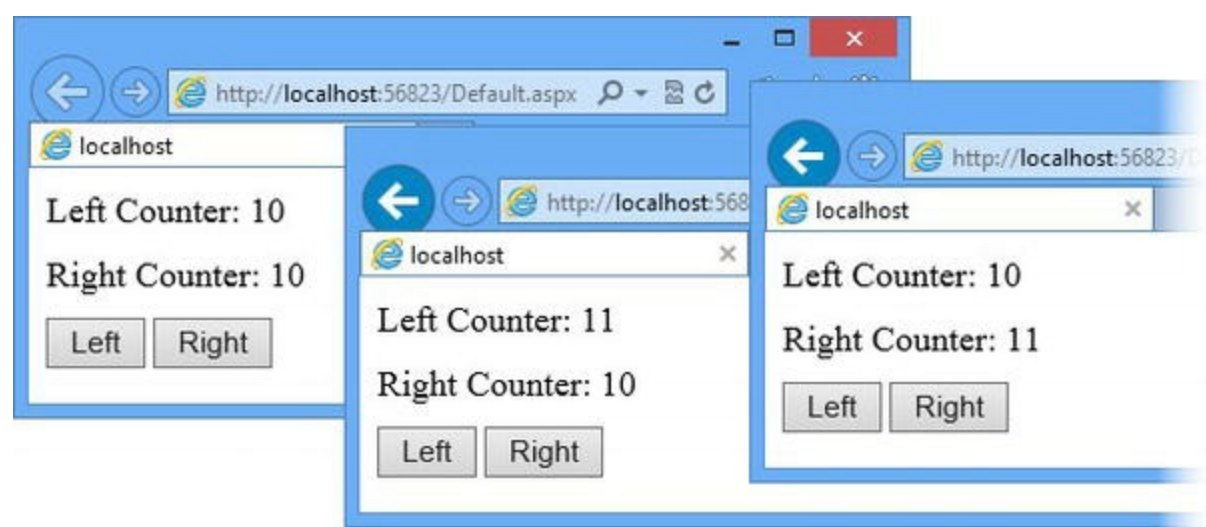 http://localhost:56823/Default.aspx
localhost
Left Counter: 10
Right Counter: 10
Left Right
http://localhost:568
localhost
Left Counter: 11
Right Counter: 10
Left Right
http://localhost:56823/
localhost
Left Counter: 10
Right Counter: 11
Left Right